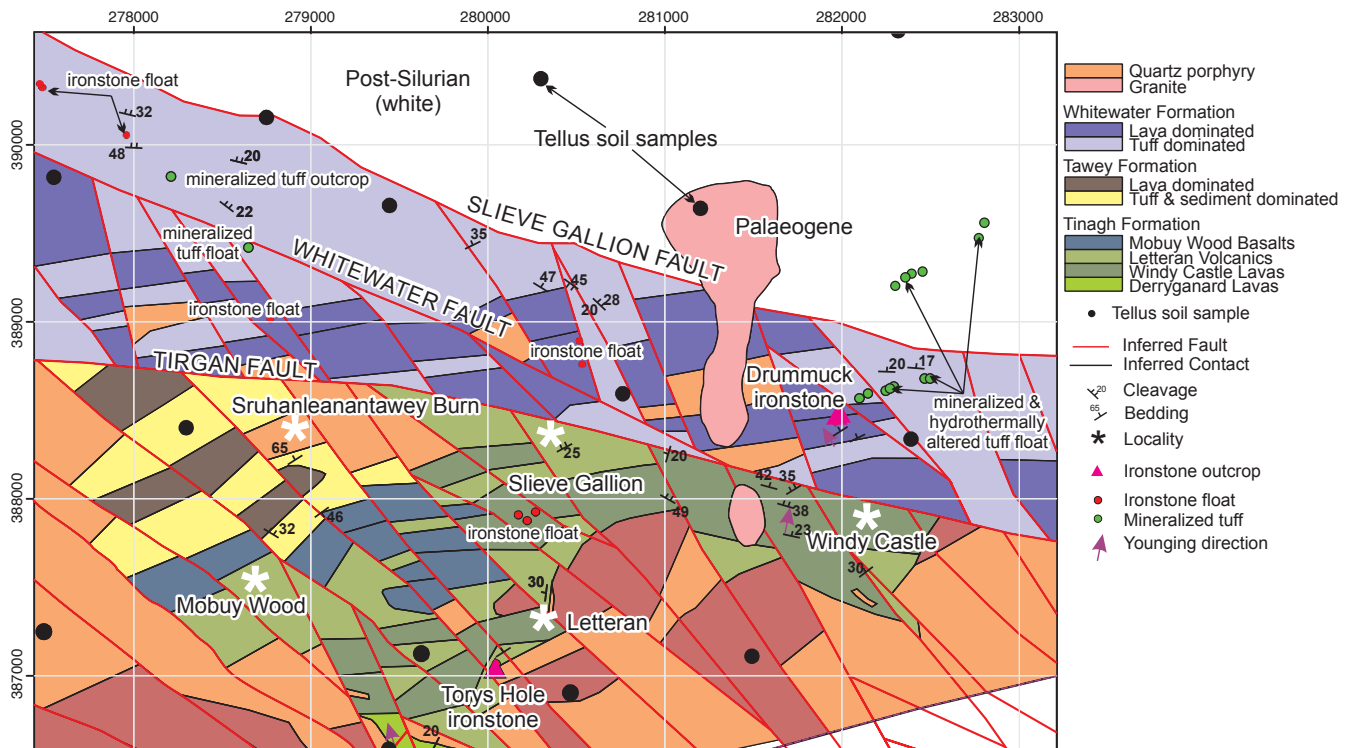 278000
279000
280000
281000
282000
283000
390000
389000
388000
387000
ironstone float
32
48
Post-Silurian
(white)
Tellus soil samples
20
mineralized tuff outcrop
22
mineralized
tuff float
SLIEVE GALLION FAULT
35
WHITEWATER FAULT
47
45
20
28
Palaeogene
ironstone float
ironstone float
TIRGAN FAULT
Drummuck
ironstone
20
17
mineralized &
hydrothermally
altered tuff float
Sruhanleanantawey Burn
65
25
20
Slieve Gallion
42
35
49
38
23
ironstone float
46
32
Windy Castle
30
Mobuy Wood
30
Letteran
Torys Hole
ironstone
20
Quartz porphyry
Granite
Whitewater Formation
Lava dominated
Tuff dominated
Tawey Formation
Lava dominated
Tuff & sediment dominated
Tinagh Formation
Mobuy Wood Basalts
Letteran Volcanics
Windy Castle Lavas
Derryganard Lavas
Tellus soil sample
Inferred Fault
Inferred Contact
20
Cleavage
65
Bedding
Locality
Ironstone outcrop
Ironstone float
Mineralized tuff
Younging direction